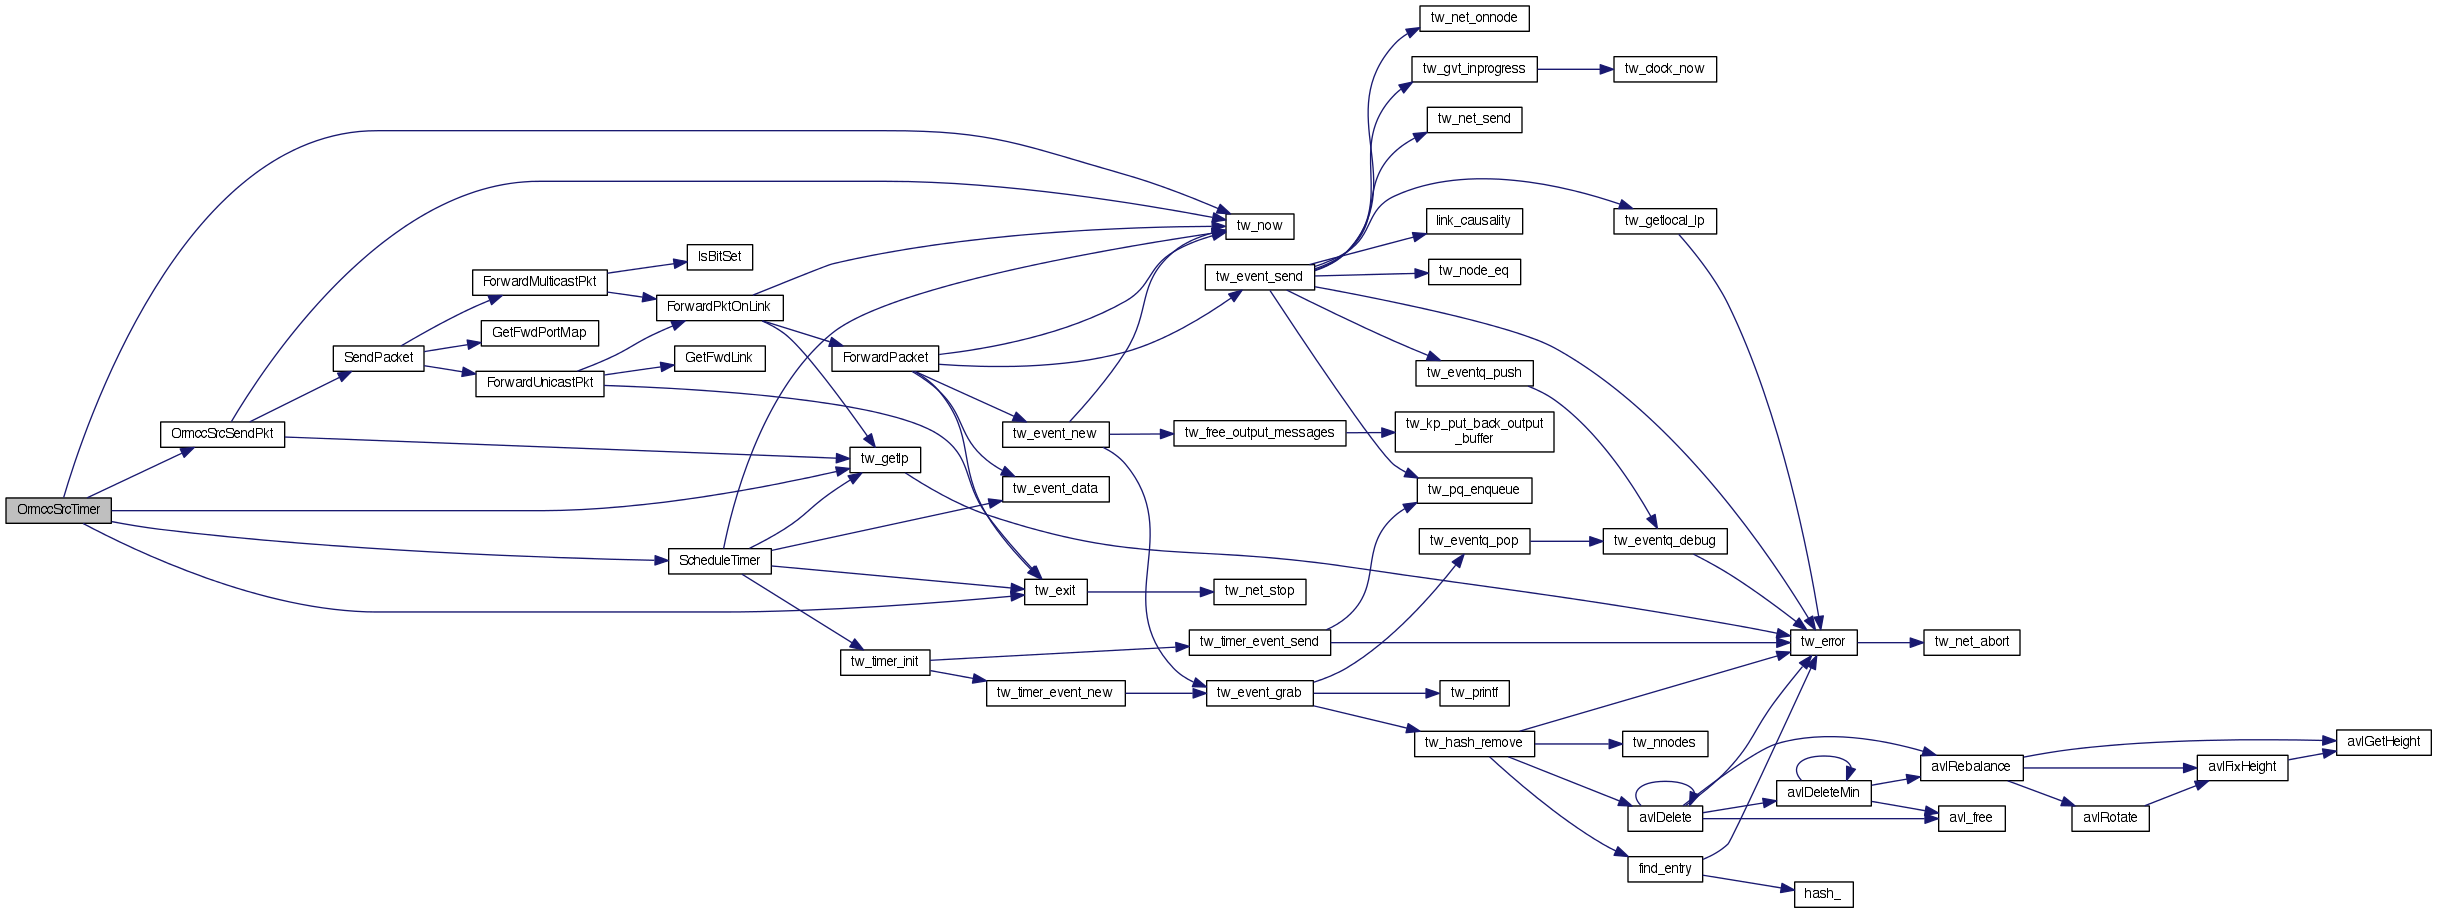 tw_net_onnode
tw_gvt_inprogress
tw_clock_now
tw_net_send
tw_now
link_causality
tw_getlocal_lp
IsBitSet
ForwardMulticastPkt
tw_event_send
tw_node_eq
ForwardPktOnLink
GetFwdPortMap
SendPacket
GetFwdLink
ForwardPacket
ForwardUnicastPkt
tw_eventq_push
OrmccSrcSendPkt
tw_event_new
tw_free_output_messages
tw_kp_put_back_output
_buffer
tw_getlp
tw_event_data
tw_pq_enqueue
OrmccSrcTimer
tw_eventq_pop
tw_eventq_debug
ScheduleTimer
tw_exit
tw_net_stop
tw_timer_event_send
tw_error
tw_net_abort
tw_timer_init
tw_timer_event_new
tw_event_grab
tw_printf
tw_hash_remove
tw_nnodes
avlGetHeight
avlRebalance
avlFixHeight
avlDeleteMin
avlDelete
avl_free
avlRotate
find_entry
hash_